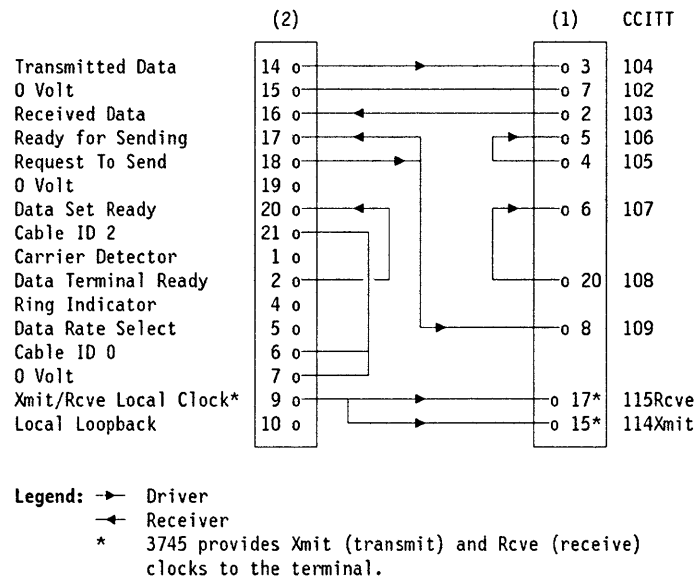 (2) (1) CCITT
Transmitted Data 14 o o 3 104
0 Volt 15 o o 7 102
Received Data 16 o o 2 103
Ready for Sending 17 o o 5 106
Request To Send 18 o o 4 105
0 Volt 19 o
Data Set Ready 20 o o 6 107
Cable ID 2 21 o
Carrier Detector 1 o
Data Terminal Ready 2 o o 20 108
Ring Indicator 4 o
Data Rate Select 5 o o 8 109
Cable ID 0 6 o
0 Volt 7 o
Xmit/Rcve Local Clock* 9 o o 17* 115Rcve
Local Loopback 10 o o 15* 114Xmit
Legend: Driver
Receiver
* 3745 provides Xmit (transmit) and Rcve (receive)
clocks to the terminal.